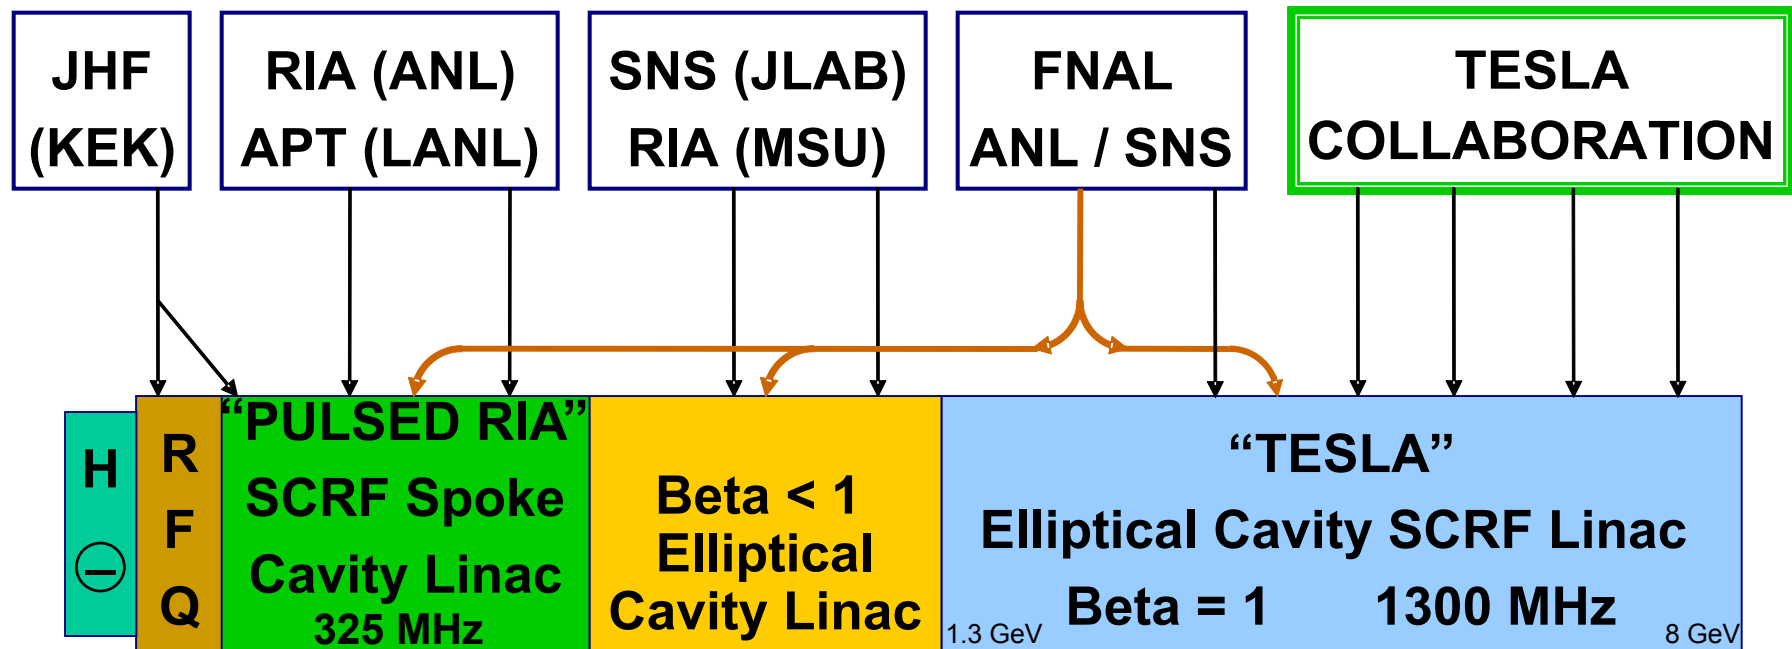 JHF
(KEK)
RIA (ANL)
APT (LANL)
SNS (JLAB)
RIA (MSU)
FNAL
ANL / SNS
TESLA
COLLABORATION
H
−
R
F
Q
“PULSED RIA”
SCRF Spoke
Cavity Linac
325 MHz
Beta < 1
Elliptical
Cavity Linac
“TESLA”
Elliptical Cavity SCRF Linac
Beta = 1 1300 MHz
1.3 GeV
8 GeV